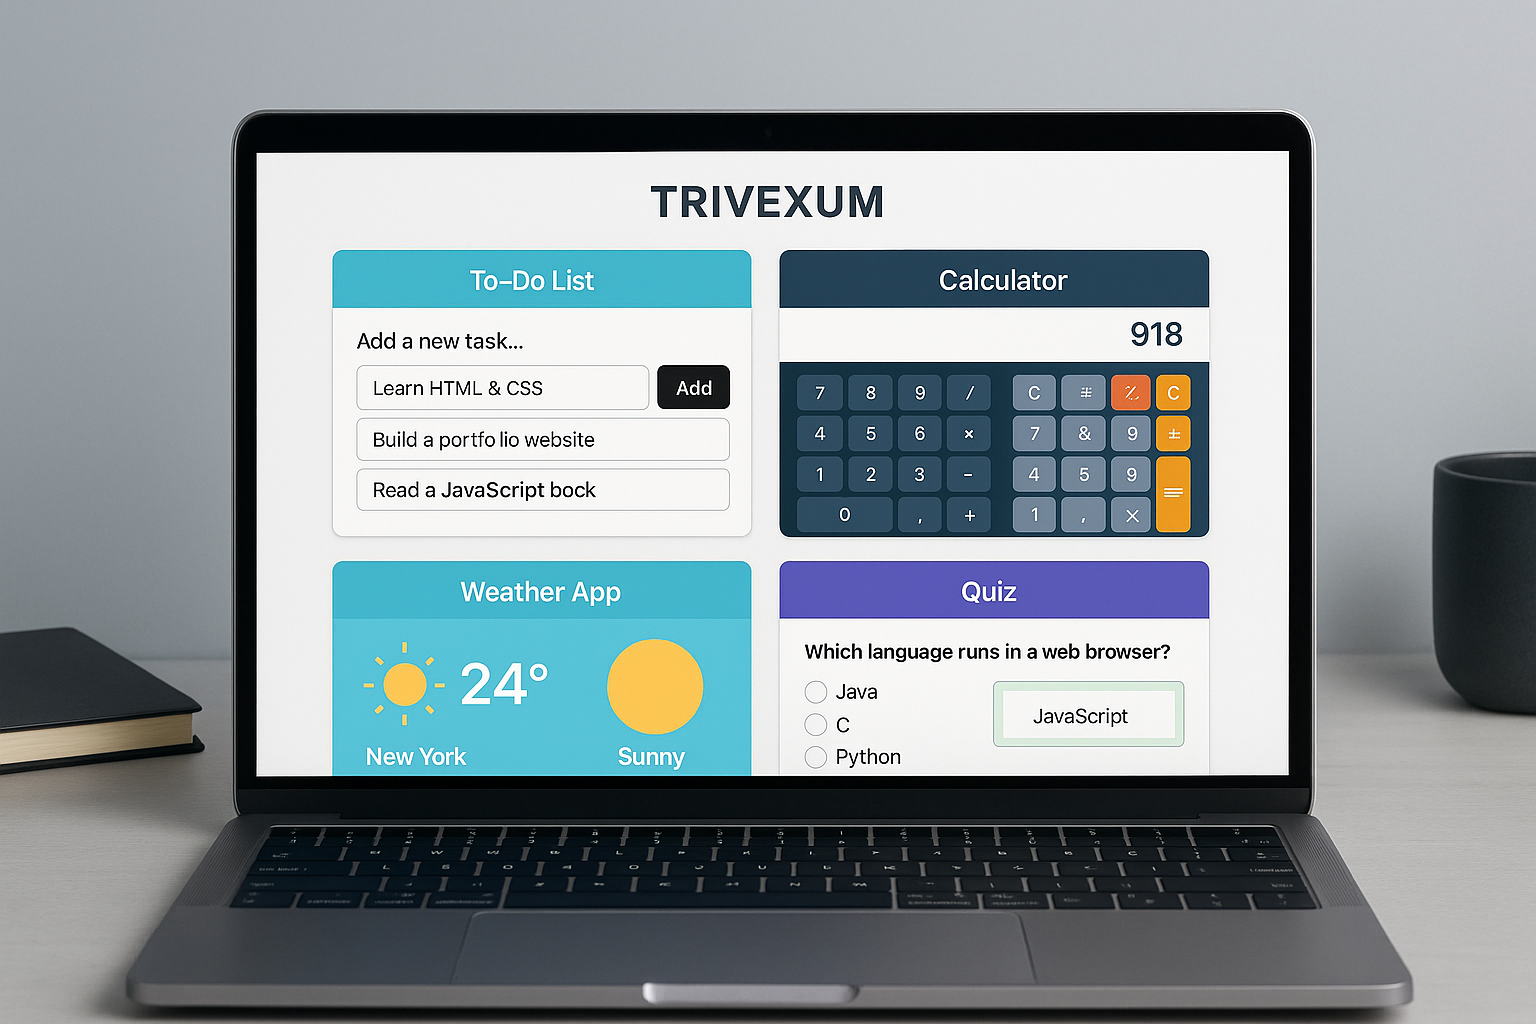 TRIVEXUM
To-Do List
Add a new task...
Learn HTML & CSS
Add
Build a portfo lio website
Read a JavaScript bock
Calculator
918
7 8 9 / C # ⁒ C
4 5 6 × 7 & 9 ±
1 2 3 - 4 5 9 =
0 , + 1 , ×
Weather App
24°
New York
Sunny
Quiz
Which language runs in a web browser?
Java
C
Python
JavaScript